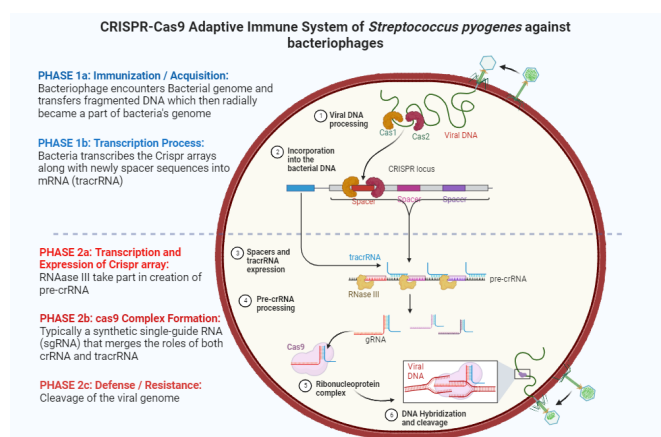 CRISPR-Cas9 Adaptive Immune System of Streptococcus pyogenes against
bacteriophages
PHASE 1a: Immunization / Acquisition:
Bacteriophage encounters Bacterial genome and
transfers fragmented DNA which then radially
became a part of bacteria's genome
PHASE 1b: Transcription Process:
Bacteria transcribes the Crispr arrays
along with newly spacer sequences into
mRNA (tracrRNA)
PHASE 2a: Transcription and
Expression of Crispr array:
RNAase III take part in creation of
pre-crRNA
PHASE 2b: cas9 Complex Formation:
Typically a synthetic single-guide RNA
(sgRNA) that merges the roles of both
crRNA and tracrRNA
PHASE 2c: Defense / Resistance:
Cleavage of the viral genome
1 Viral DNA
processing
Cas1
Cas2
Viral DNA
2 Incorporation
into the
bacterial DNA
CRISPR locus
Spacer
Spacer
Spacer
3 Spacers and
tracrRNA
expression
tracrRNA
RNase III
pre-crRNA
4 Pre-crRNA
processing
gRNA
Cas9
5 Ribonucleoprotein
complex
Viral
DNA
6 DNA Hybridization
and cleavage